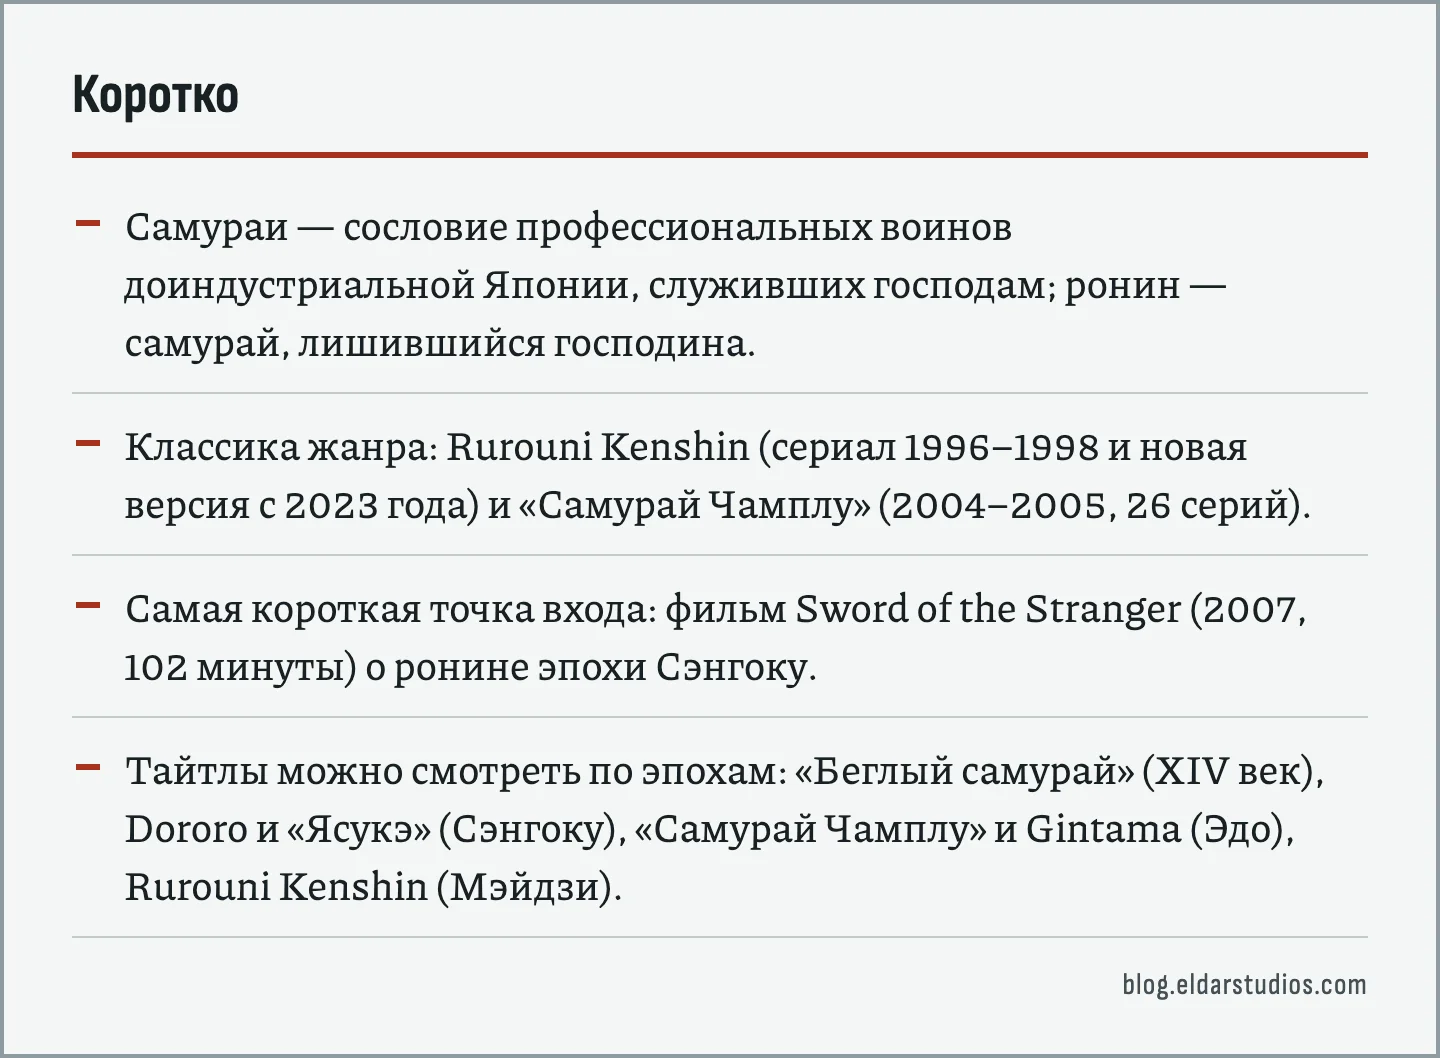 Коротко
Самураи — сословие профессиональных воинов
доиндустриальной Японии, служивших господам; ронин —
самурай, лишившийся господина.
Классика жанра: Rurouni Kenshin (сериал 1996–1998 и новая
версия с 2023 года) и «Самурай Чамплу» (2004–2005, 26 серий).
Самая короткая точка входа: фильм Sword of the Stranger (2007,
102 минуты) о ронине эпохи Сэнгоку.
Тайтлы можно смотреть по эпохам: «Беглый самурай» (XIV век),
Dororo и «Ясукэ» (Сэнгоку), «Самурай Чамплу» и Gintama (Эдо),
Rurouni Kenshin (Мэйдзи).
blog.eldarstudios.com